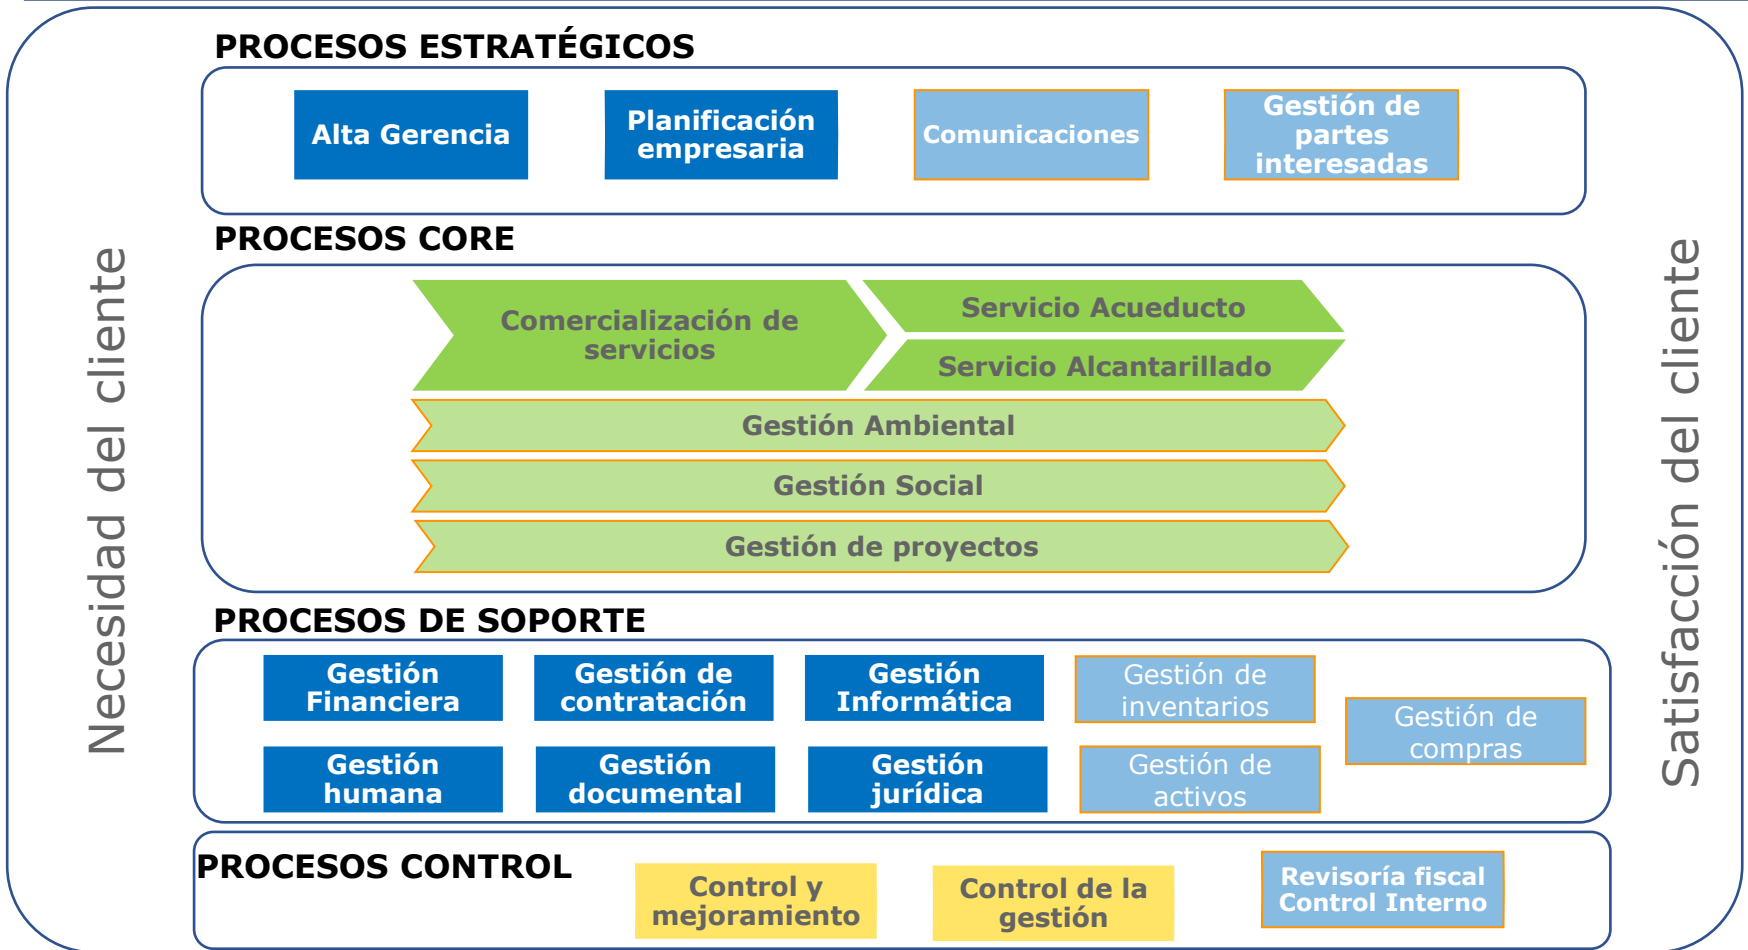 PROCESOS ESTRATÉGICOS
Alta Gerencia
Planificación
empresaria
Comunicaciones
Gestión de
partes
interesadas
PROCESOS CORE
Necesidad del cliente
Comercialización de
servicios
Servicio Acueducto
Servicio Alcantarillado
Gestión Ambiental
Gestión Social
Gestión de proyectos
Satisfacción del cliente
PROCESOS DE SOPORTE
Gestión
Financiera
Gestión de
contratación
Gestión
Informática
Gestión de
inventarios
Gestión de
compras
Gestión
humana
Gestión
documental
Gestión
jurídica
Gestión de
activos
PROCESOS CONTROL
Control y
mejoramiento
Control de la
gestión
Revisoría fiscal
Control Interno